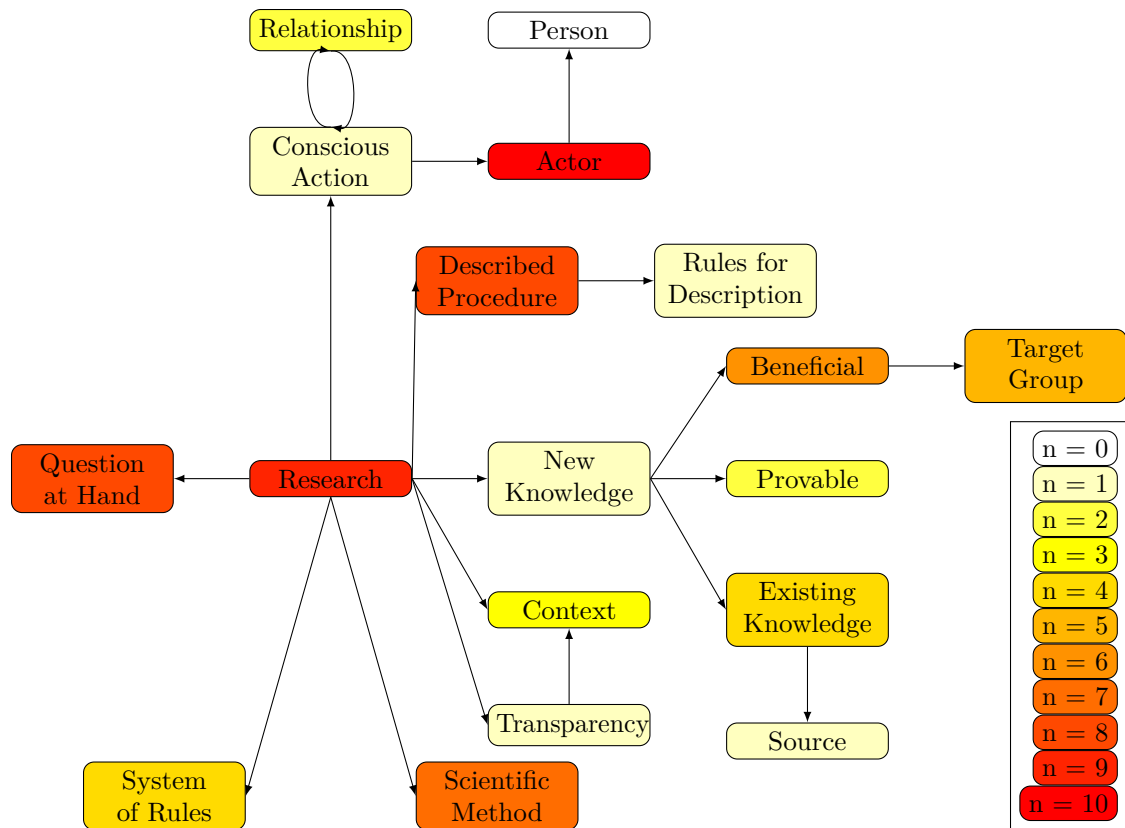 Relationship
Person
Conscious
Action
Actor
Described
Procedure
Rules for
Description
Beneficial
Target
Group
Question
at Hand
Research
New
Knowledge
Provable
Context
Existing
Knowledge
Transparency
Source
System
of Rules
Scientific
Method
n = 0
n = 1
n = 2
n = 3
n = 4
n = 5
n = 6
n = 7
n = 8
n = 9
n = 10